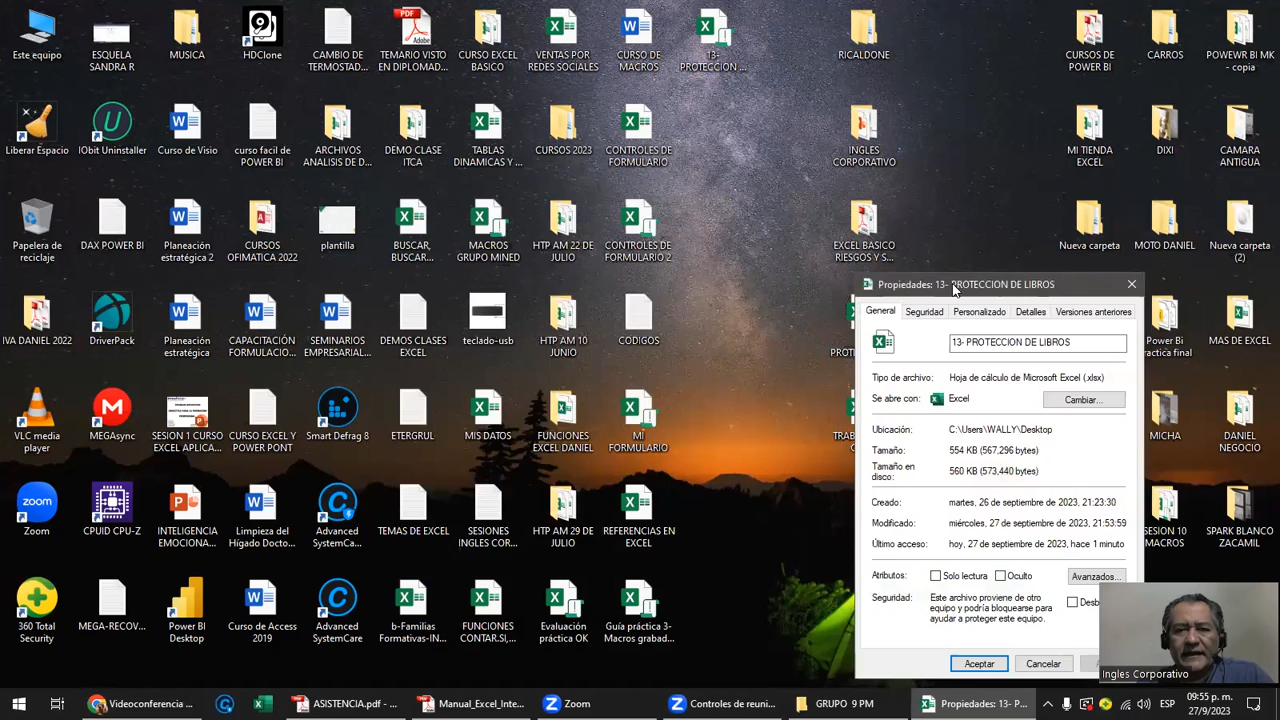 ESCUELA
SANDRA R
MUSICA
HDClone
CAMBIO DE
TERMOSTAD...
TEMARIO VISTO
EN DIPLOMAD...
CURSO EXCEL
BASICO
VENTAS POR
REDES SOCIALES
CURSO DE
MACROS
13-
PROTECCION ...
RICALDONE
CURSOS DE
POWER BI
CARROS
POWEWR BI MK
- copia
Liberar Espacio
IObit Uninstaller
Curso de Visio
curso facil de
POWER BI
ARCHIVOS
ANALISIS DE D...
DEMO CLASE
ITCA
TABLAS
DINAMICAS Y ...
CURSOS 2023
CONTROLES DE
FORMULARIO
INGLES
CORPORATIVO
MI TIENDA
EXCEL
DIXI
CAMARA
ANTIGUA
Papelera de
reciclaje
DAX POWER BI
Planeación
estratégica 2
CURSOS
OFIMATICA 2022
plantilla
BUSCAR,
BUSCAR...
MACROS
GRUPO MINED
HTP AM 22 DE
JULIO
CONTROLES DE
FORMULARIO 2
EXCEL BASICO
RIESGOS Y S...
Nueva carpeta
MOTO DANIEL
Nueva carpeta
(2)
IVA DANIEL 2022
DriverPack
Planeación
estratégica
CAPACITACIÓN
FORMULACIO...
SEMINARIOS
EMPRESARIAL...
DEMOS CLASES
EXCEL
teclado-usb
HTP AM 10
JUNIO
CODIGOS
Power Bi
MAS DE EXCEL
VLC media
player
MEGAsync
SESION 1 CURSO
EXCEL APLICA...
CURSO EXCEL Y
POWER PONT
Smart Defrag 8
ETERGRUL
MIS DATOS
FUNCIONES
EXCEL DANIEL
MI
FORMULARIO
MICHA
DANIEL
NEGOCIO
Zoom
CPUID CPU-Z
INTELIGENCIA
EMOCIONA...
Limpieza del
Hígado Docto...
Advanced
SystemCa...
TEMAS DE EXCEL
SESIONES
INGLES COR...
HTP AM 29 DE
JULIO
REFERENCIAS EN
EXCEL
SESION 10
MACROS
SPARK BLANCO
ZACAMIL
360 Total
Security
MEGA-RECOV...
Power BI
Desktop
Curso de Access
2019
Advanced
SystemCare
b-Familias
Formativas-IN...
FUNCIONES
CONTAR.SI,...
Evaluación
práctica OK
Guía práctica 3-
Macros grabad...
Propiedades: 13- PROTECCION DE LIBROS
General
Seguridad
Personalizado
Detalles
Versiones anteriores
13- PROTECCION DE LIBROS
Tipo de archivo: Hoja de cálculo de Microsoft Excel (.xlsx)
Se abre con: Excel
Cambiar...
Ubicación: C:\Users\WALLY\Desktop
Tamaño: 554 KB (567,296 bytes)
Tamaño en
disco: 560 KB (573,440 bytes)
Creado: martes, 26 de septiembre de 2023, 21:23:30
Modificado: miércoles, 27 de septiembre de 2023, 21:53:59
Último acceso: hoy, 27 de septiembre de 2023, hace 1 minuto
Atributos: Solo lectura Oculto
Avanzados...
Seguridad: Este archivo proviene de otro
equipo y podría bloquearse para
ayudar a proteger este equipo.
Aceptar
Cancelar
Ingles Corporativo
Videoconferencia ...
ASISTENCIA.pdf - ...
Manual_Excel_Inte...
Zoom
Controles de reuni...
GRUPO 9 PM
Propiedades: 13- P...
ESP
09:55 p. m.
27/9/2023